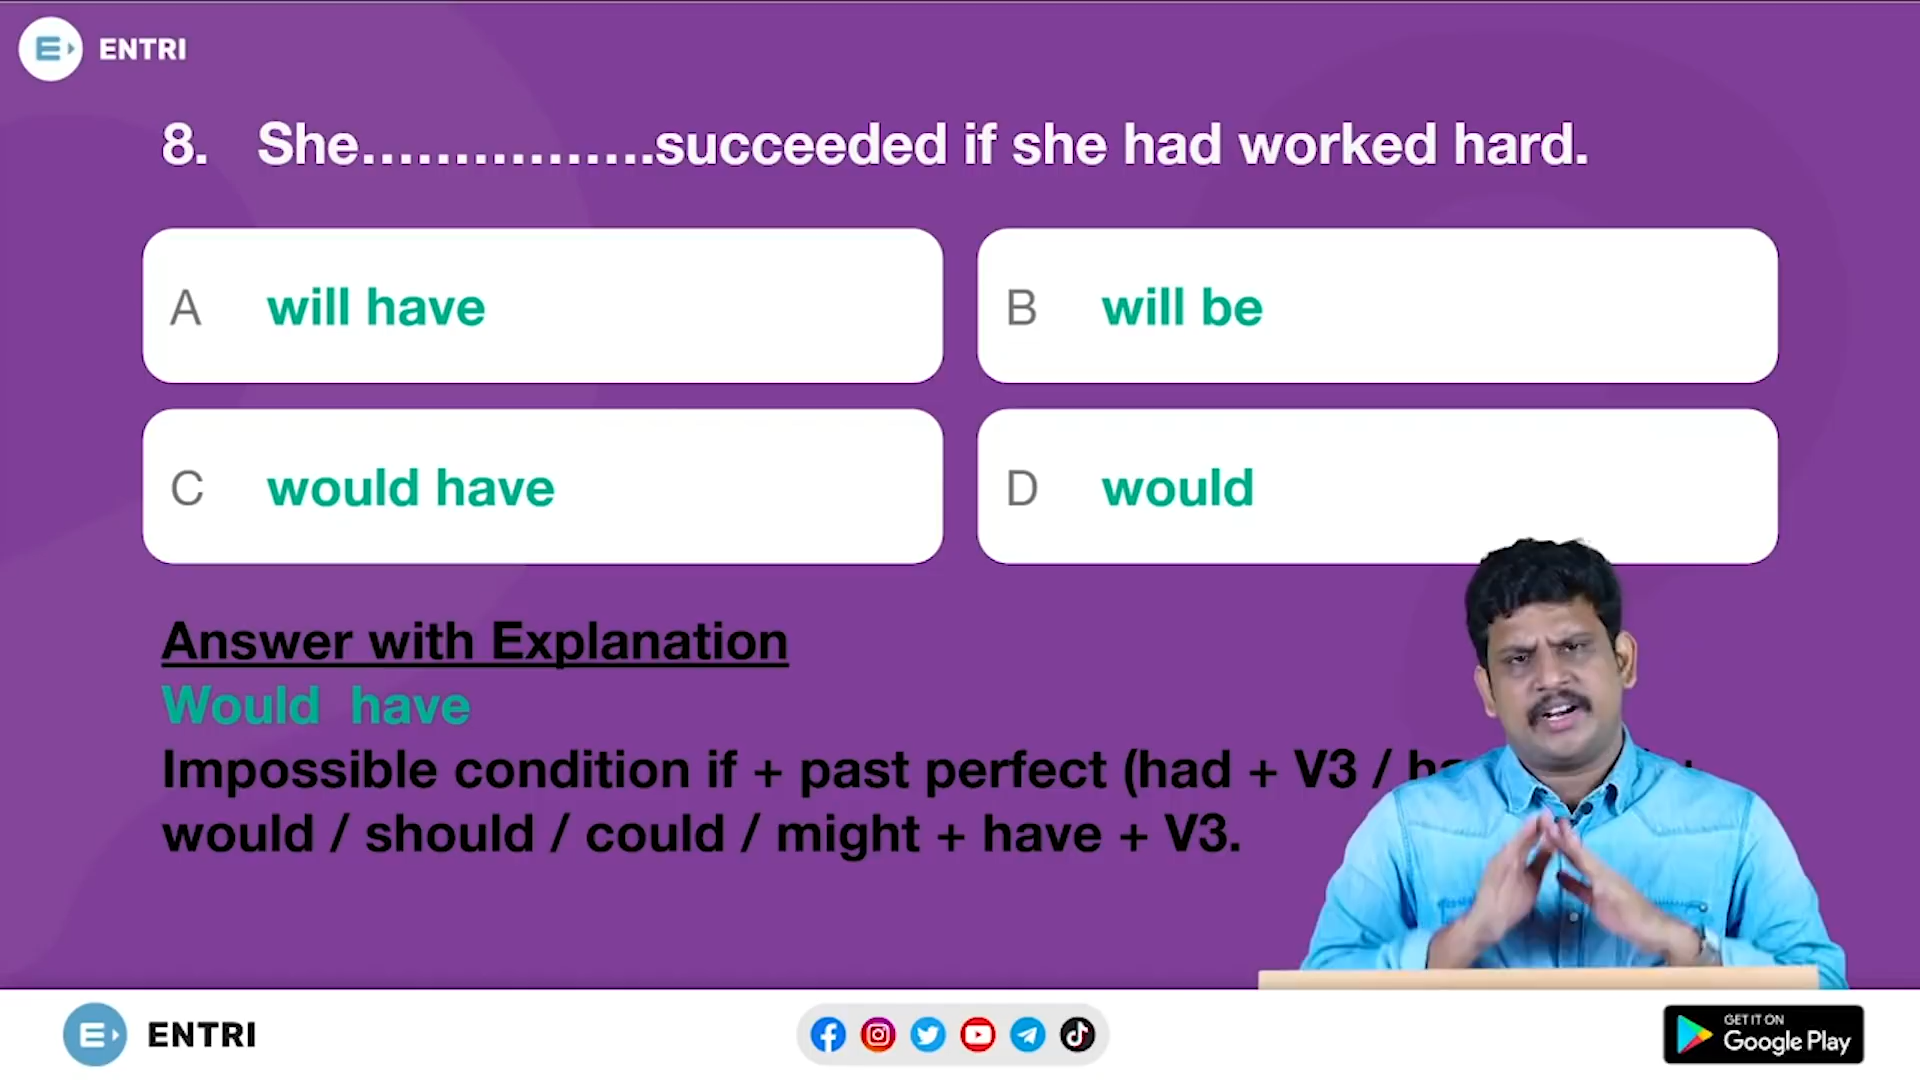 ENTRI
8. She................succeeded if she had worked hard.
A will have
B will be
C would have
D would
Answer with Explanation
Would have
Impossible condition if + past perfect (had + V3 /
would / should / could / might + have + V3.
ENTRI
GET IT ON
Google Play